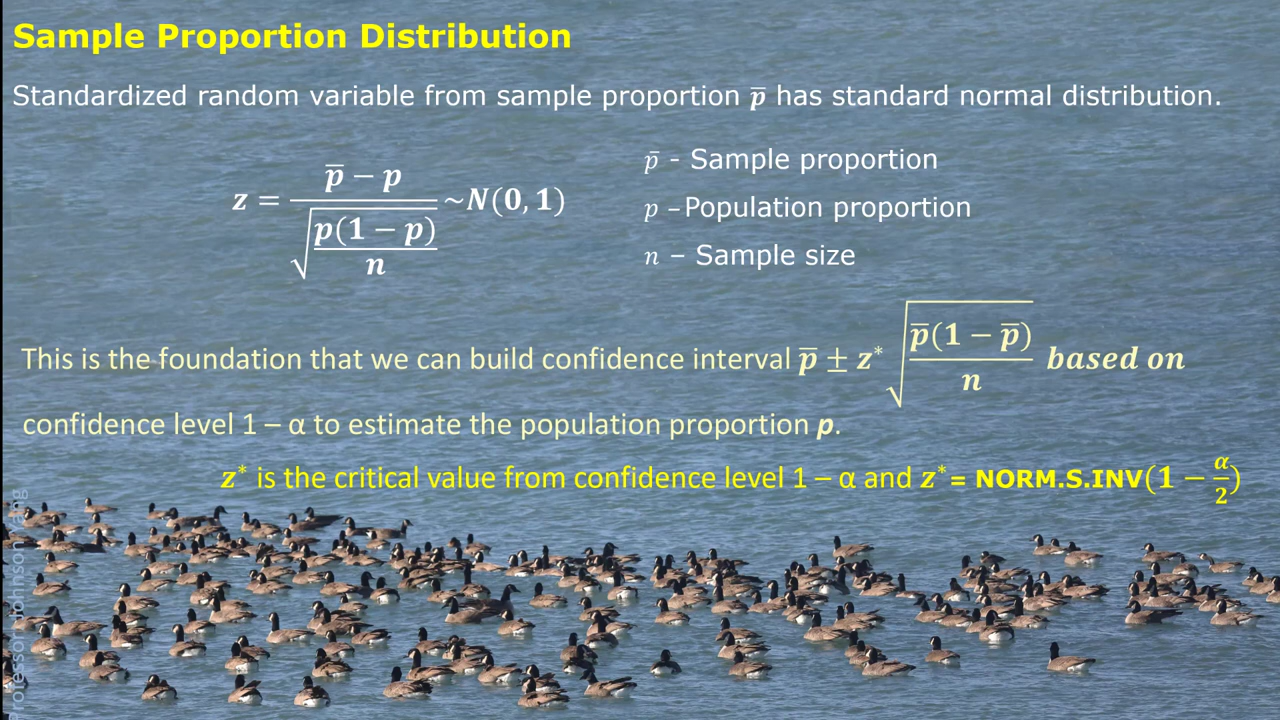 Sample Proportion Distribution
Standardized random variable from sample proportion p̅ has standard normal distribution.
z = (p̅ − p) / √(p(1 − p)/n) ~N(0, 1)
p̅ - Sample proportion
p –Population proportion
n – Sample size
This is the foundation that we can build confidence interval p̅ ± z* √(p̅(1 − p̅)/n) based on
confidence level 1 – α to estimate the population proportion p.
z* is the critical value from confidence level 1 – α and z*= NORM.S.INV(1 − α/2)